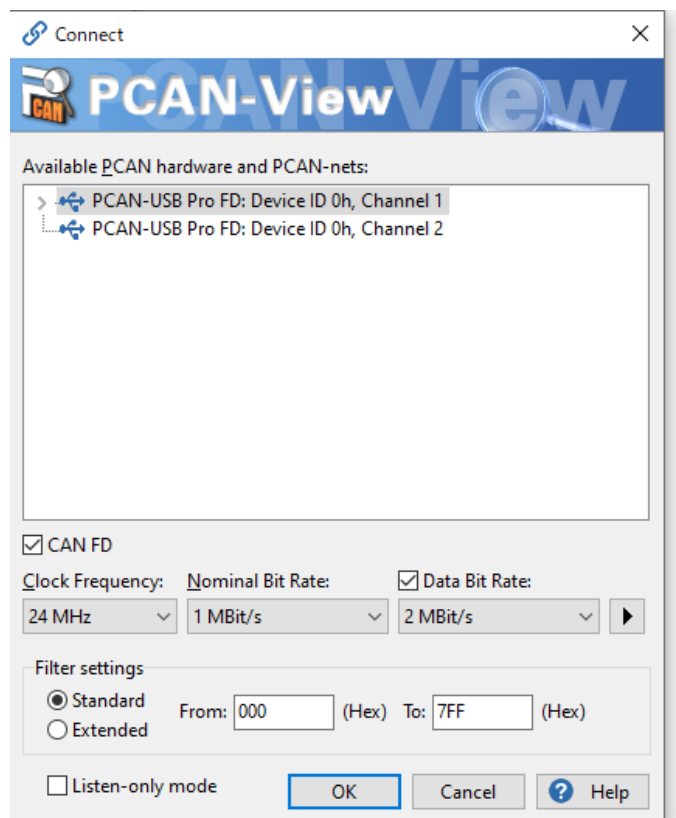 Connect
CAN PCAN-View
Available PCAN hardware and PCAN-nets:
PCAN-USB Pro FD: Device ID 0h, Channel 1
PCAN-USB Pro FD: Device ID 0h, Channel 2
CAN FD
Clock Frequency: Nominal Bit Rate: Data Bit Rate:
24 MHz 1 MBit/s 2 MBit/s
Filter settings
Standard
From: 000 (Hex) To: 7FF (Hex)
Extended
Listen-only mode OK Cancel ? Help